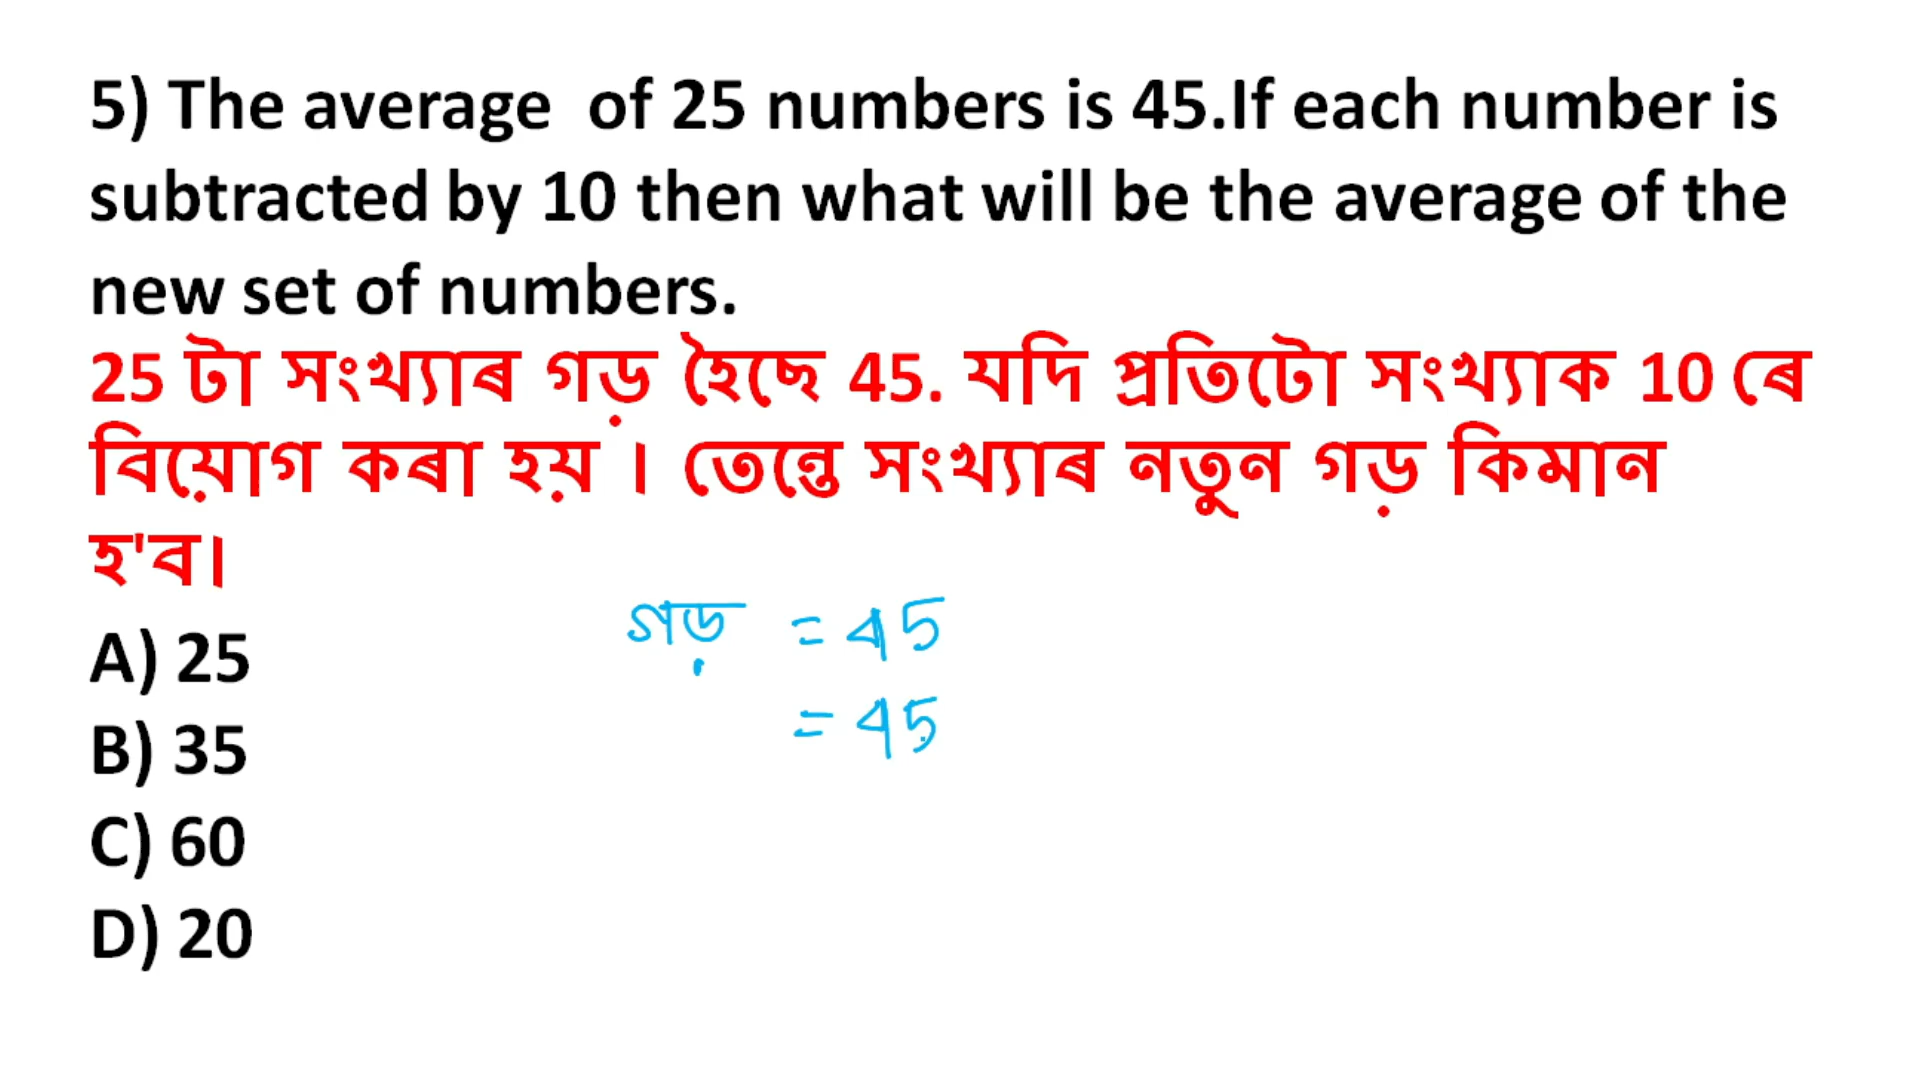 5) The average of 25 numbers is 45.If each number is
subtracted by 10 then what will be the average of the
new set of numbers.
25 টা সংখ্যাৰ গড় হৈছে 45. যদি প্ৰতিটো সংখ্যাক 10 ৰে
বিয়োগ কৰা হয় । তেন্তে সংখ্যাৰ নতুন গড় কিমান
হ'ব।
গড় = 45
A) 25
= 45
B) 35
C) 60
D) 20